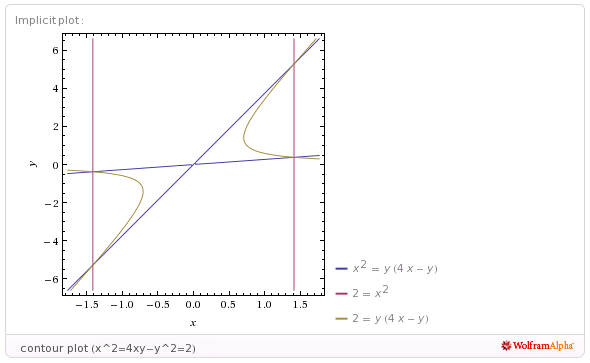 Implicit plot:
6
4
2
0
−2
−4
−6
y
−1.5 −1.0 −0.5 0.0 0.5 1.0 1.5
x
x² = y (4 x − y)
2 = x²
2 = y (4 x − y)
contour plot (x^2=4xy−y^2=2)
WolframAlpha